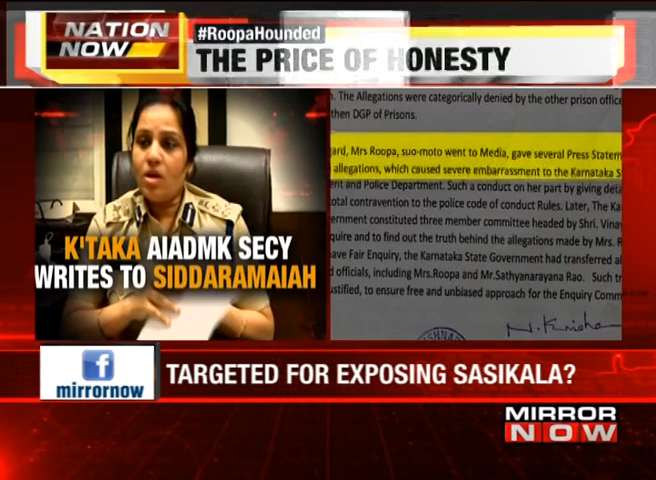 NATION
NOW
#RoopaHounded
THE PRICE OF HONESTY
The Allegations were categorically denied by the other prison office
then DGP of Prisons.
ard, Mrs Roopa, suo-moto went to Media, gave several Press Statem
allegations, which caused severe embarrassment to the Karnataka S
ent and Police Department. Such a conduct on her part by giving deta
total contravention to the police code of conduct Rules. Later, The Ka
ernment constituted three member committee headed by Shri. Vinay
quire and to find out the truth behind the allegations made by Mrs. R
ave Fair Enquiry, the Karnataka State Government had transferred al
d officials, including Mrs.Roopa and Mr.Sathyanarayana Rao. Such tr
ustified, to ensure free and unbiased approach for the Enquiry Comm
K'TAKA AIADMK SECY
WRITES TO SIDDARAMAIAH
f
mirrornow
TARGETED FOR EXPOSING SASIKALA?
MIRROR
NOW